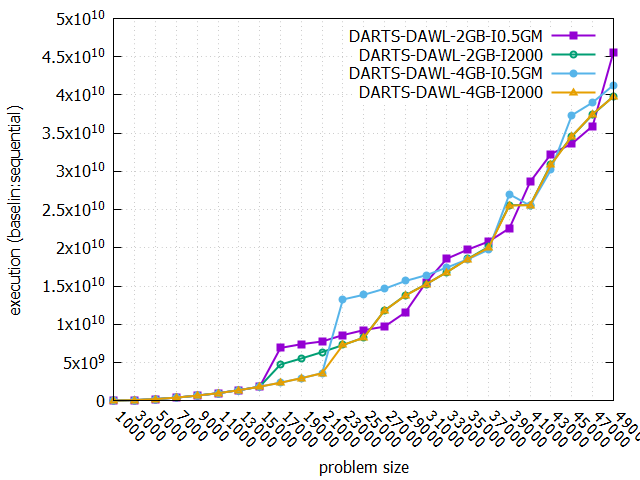 5x10^10
4.5x10^10
4x10^10
3.5x10^10
3x10^10
2.5x10^10
2x10^10
1.5x10^10
1x10^10
5x10^9
0
execution (baselin:sequential)
DARTS-DAWL-2GB-I0.5GM
DARTS-DAWL-2GB-I2000
DARTS-DAWL-4GB-I0.5GM
DARTS-DAWL-4GB-I2000
1000
3000
5000
7000
9000
11000
13000
15000
17000
19000
21000
23000
25000
27000
29000
31000
33000
35000
37000
39000
41000
43000
45000
47000
49000
problem size